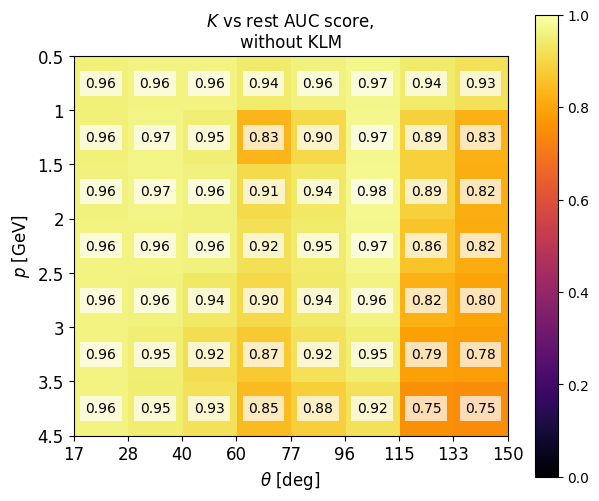 K vs rest AUC score,
without KLM
0.5
0.96 0.96 0.96 0.94 0.96 0.97 0.94 0.93
1
0.96 0.97 0.95 0.83 0.90 0.97 0.89 0.83
1.5
0.96 0.97 0.96 0.91 0.94 0.98 0.89 0.82
2
0.96 0.96 0.96 0.92 0.95 0.97 0.86 0.82
2.5
0.96 0.96 0.94 0.90 0.94 0.96 0.82 0.80
3
0.96 0.95 0.92 0.87 0.92 0.95 0.79 0.78
3.5
0.96 0.95 0.93 0.85 0.88 0.92 0.75 0.75
4.5
p [GeV]
17 28 40 60 77 96 115 133 150
θ [deg]
1.0
0.8
0.6
0.4
0.2
0.0